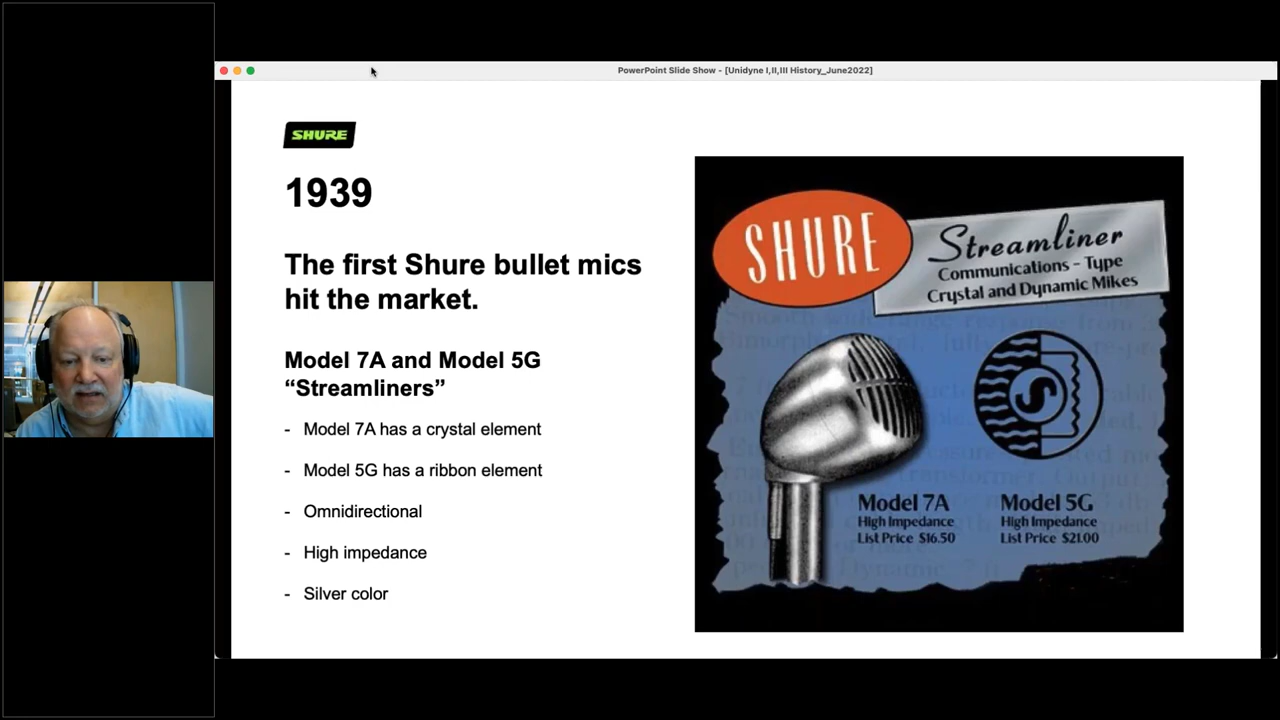 PowerPoint Slide Show - [Unidyne I,II,III History_June2022]
SHURE
1939
The first Shure bullet mics
hit the market.
Model 7A and Model 5G
“Streamliners”
- Model 7A has a crystal element
- Model 5G has a ribbon element
- Omnidirectional
- High impedance
- Silver color
SHURE
Streamliner
Communications - Type
Crystal and Dynamic Mikes
Model 7A
High Impedance
List Price $16.50
Model 5G
High Impedance
List Price $21.00